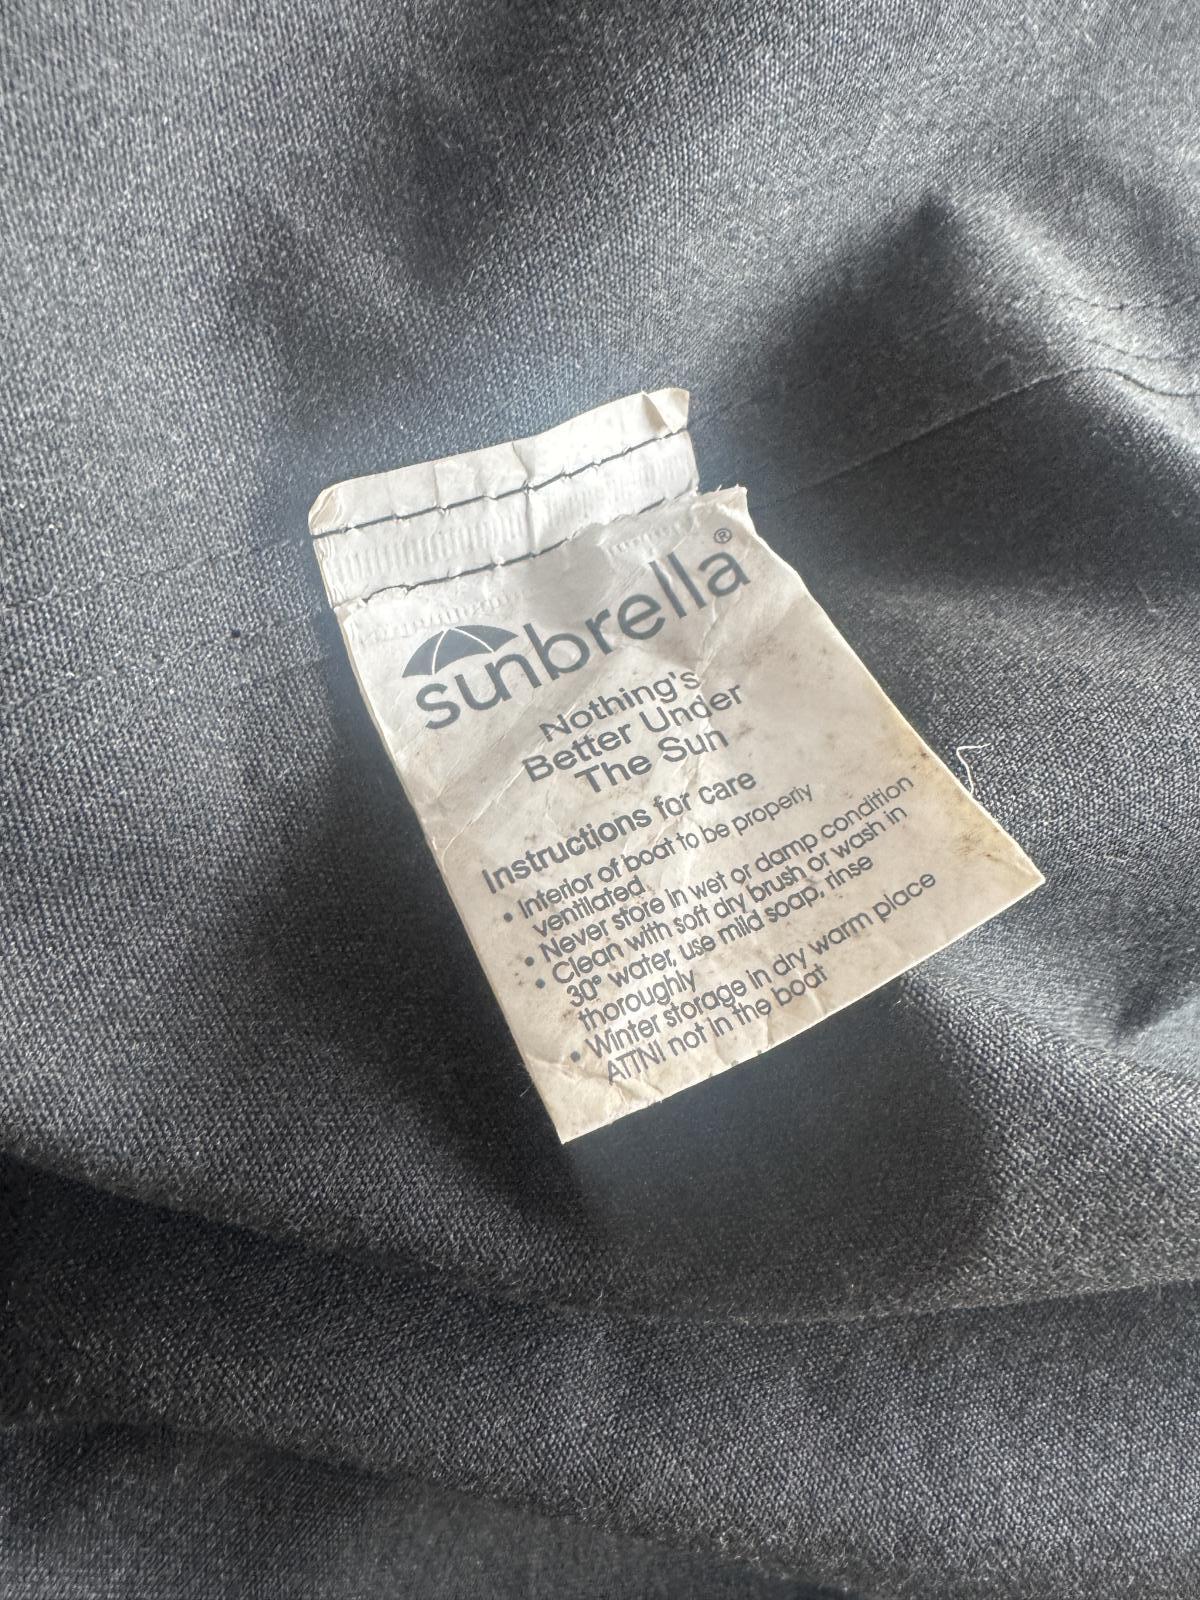 sunbrella®
Nothing's
Better Under
The Sun
Instructions for care
• Interior of boat to be properly
ventilated
• Never store in wet or damp condition
• Clean with soft dry brush or wash in
30° water, use mild soap, rinse
thoroughly
• Winter storage in dry warm place
ATTN! not in the boat